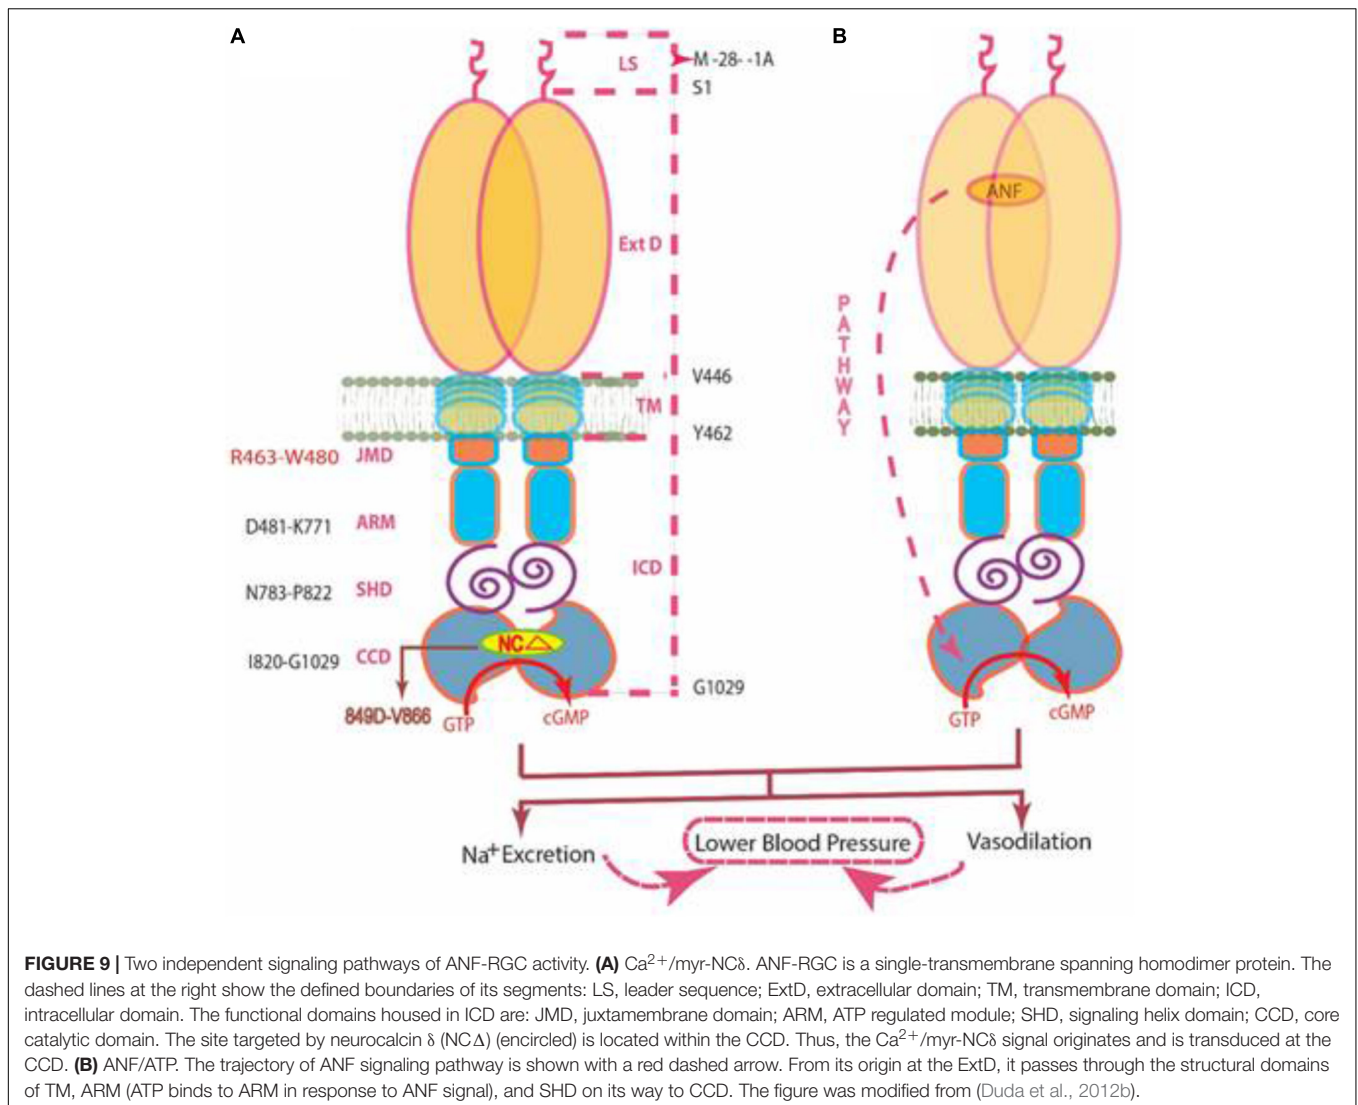 A
B
LS
M -28- -1A
S1
ANF
Ext D
PATHWAY
V446
TM
Y462
R463-W480 JMD
D481-K771 ARM
ICD
N783-P822 SHD
NC△
I820-G1029 CCD
G1029
849D-V866
GTP
cGMP
GTP
cGMP
Na+ Excretion
Lower Blood Pressure
Vasodilation
FIGURE 9 | Two independent signaling pathways of ANF-RGC activity. (A) Ca2+/myr-NCδ. ANF-RGC is a single-transmembrane spanning homodimer protein. The
dashed lines at the right show the defined boundaries of its segments: LS, leader sequence; ExtD, extracellular domain; TM, transmembrane domain; ICD,
intracellular domain. The functional domains housed in ICD are: JMD, juxtamembrane domain; ARM, ATP regulated module; SHD, signaling helix domain; CCD, core
catalytic domain. The site targeted by neurocalcin δ (NCΔ) (encircled) is located within the CCD. Thus, the Ca2+/myr-NCδ signal originates and is transduced at the
CCD. (B) ANF/ATP. The trajectory of ANF signaling pathway is shown with a red dashed arrow. From its origin at the ExtD, it passes through the structural domains
of TM, ARM (ATP binds to ARM in response to ANF signal), and SHD on its way to CCD. The figure was modified from (Duda et al., 2012b).